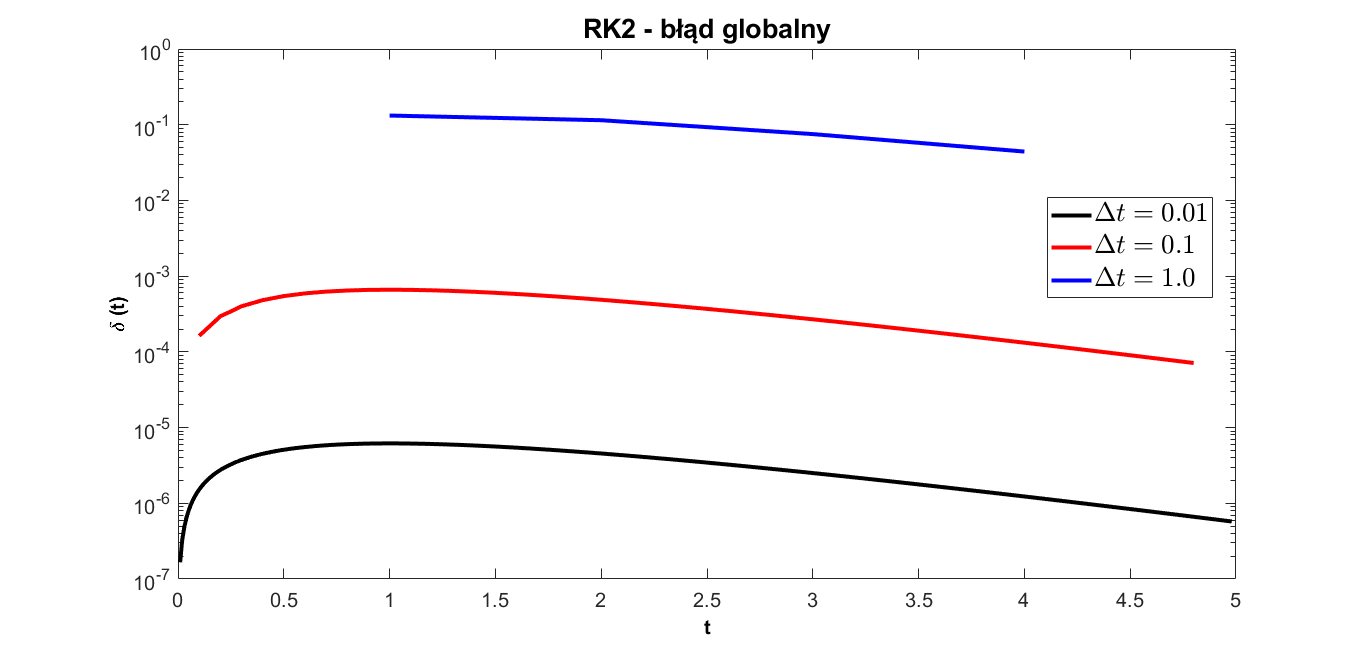 RK2 - błąd globalny
10^0
10^-1
10^-2
10^-3
10^-4
10^-5
10^-6
10^-7
δ (t)
Δt = 0.01
Δt = 0.1
Δt = 1.0
0 0.5 1 1.5 2 2.5 3 3.5 4 4.5 5
t